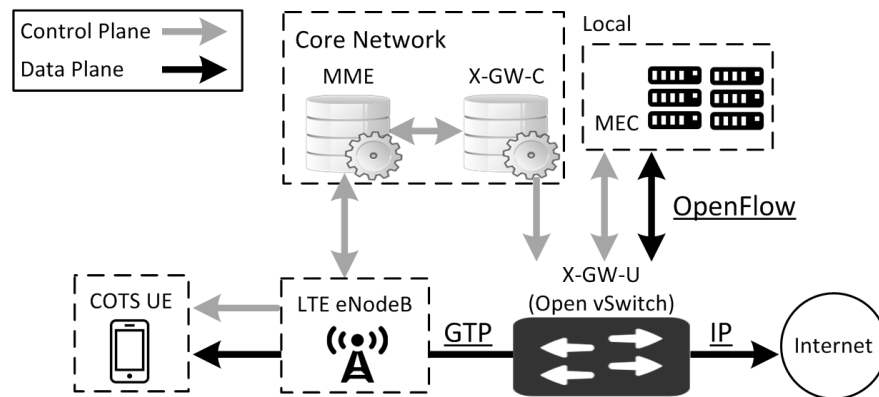 Control Plane
Data Plane
Core Network
MME
X-GW-C
Local
MEC
OpenFlow
X-GW-U
(Open vSwitch)
COTS UE
LTE eNodeB
GTP
IP
Internet